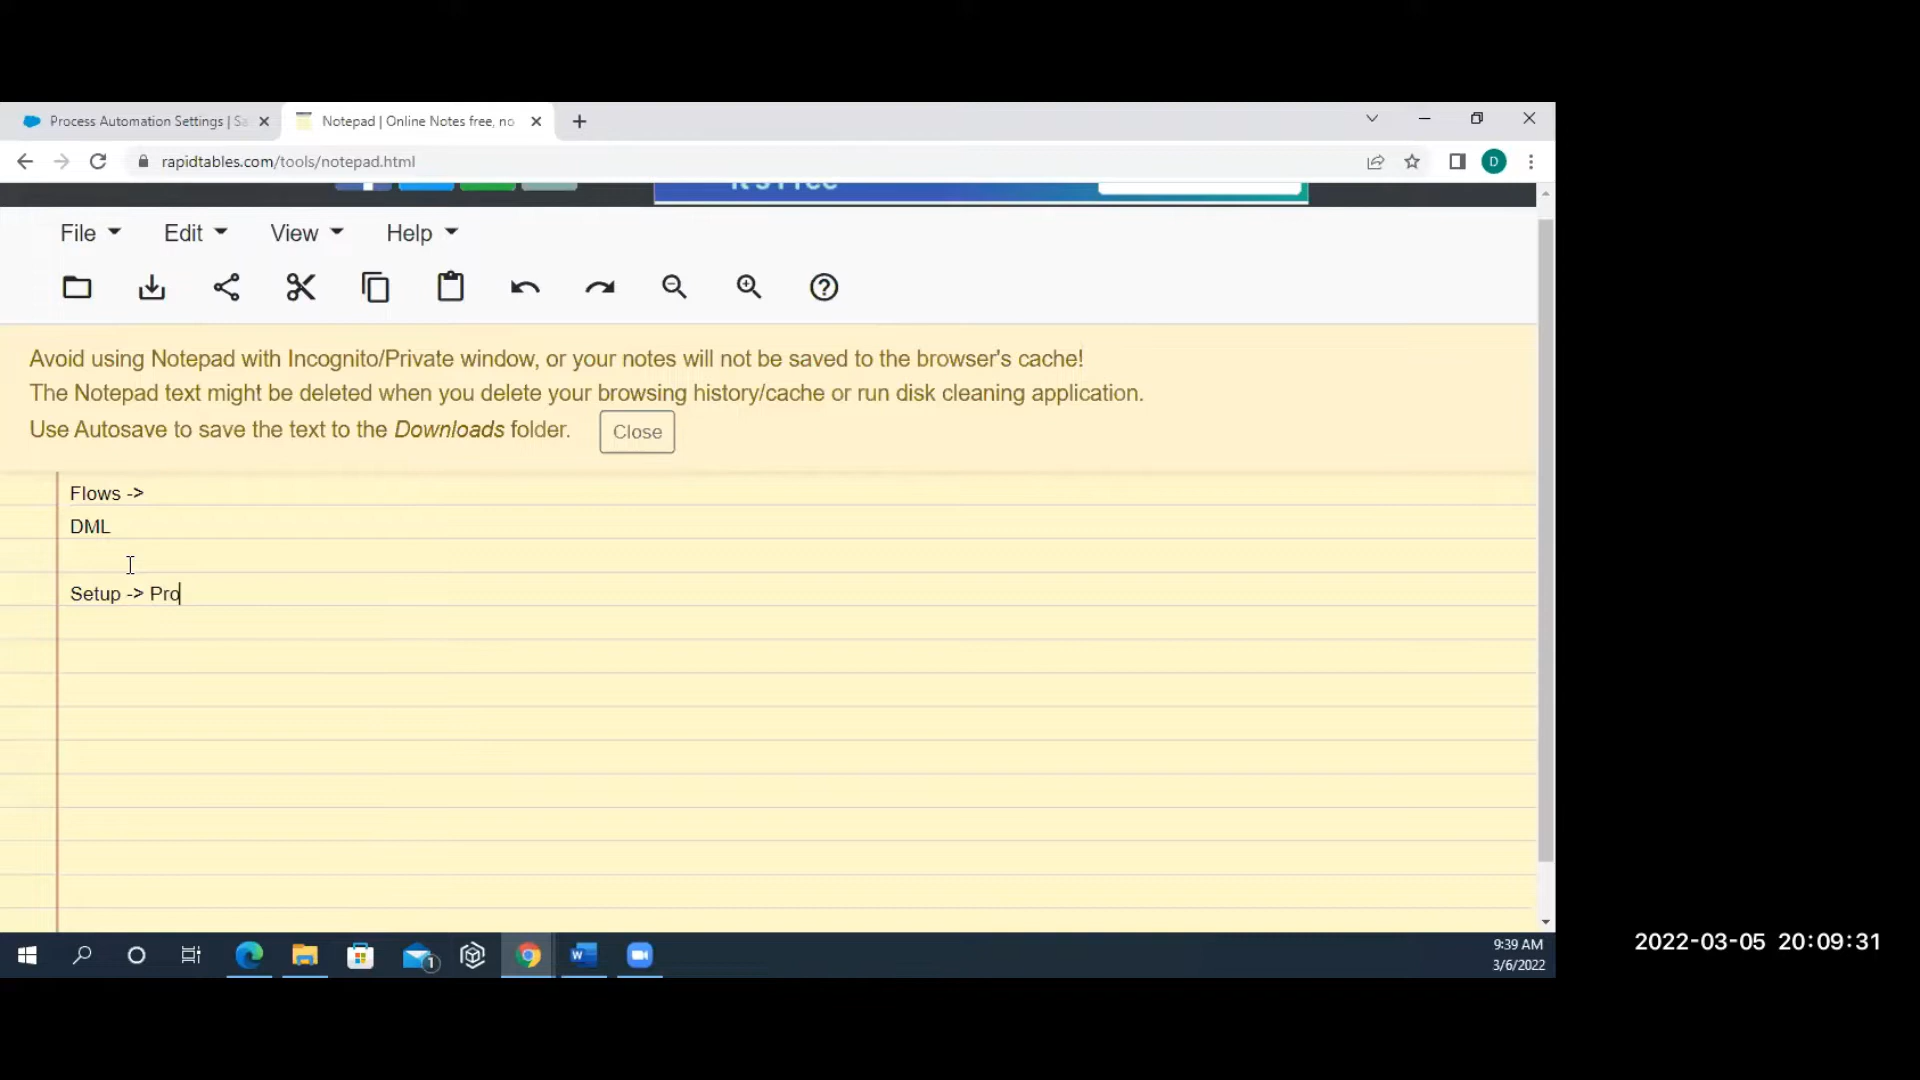 Process Automation Settings | Sa
Notepad | Online Notes free, no
rapidtables.com/tools/notepad.html
D
It's Free
File
Edit
View
Help
Avoid using Notepad with Incognito/Private window, or your notes will not be saved to the browser's cache!
The Notepad text might be deleted when you delete your browsing history/cache or run disk cleaning application.
Use Autosave to save the text to the Downloads folder.
Close
Flows ->
DML
Setup -> Pro
1
9:39 AM
3/6/2022
2022-03-05 20:09:31